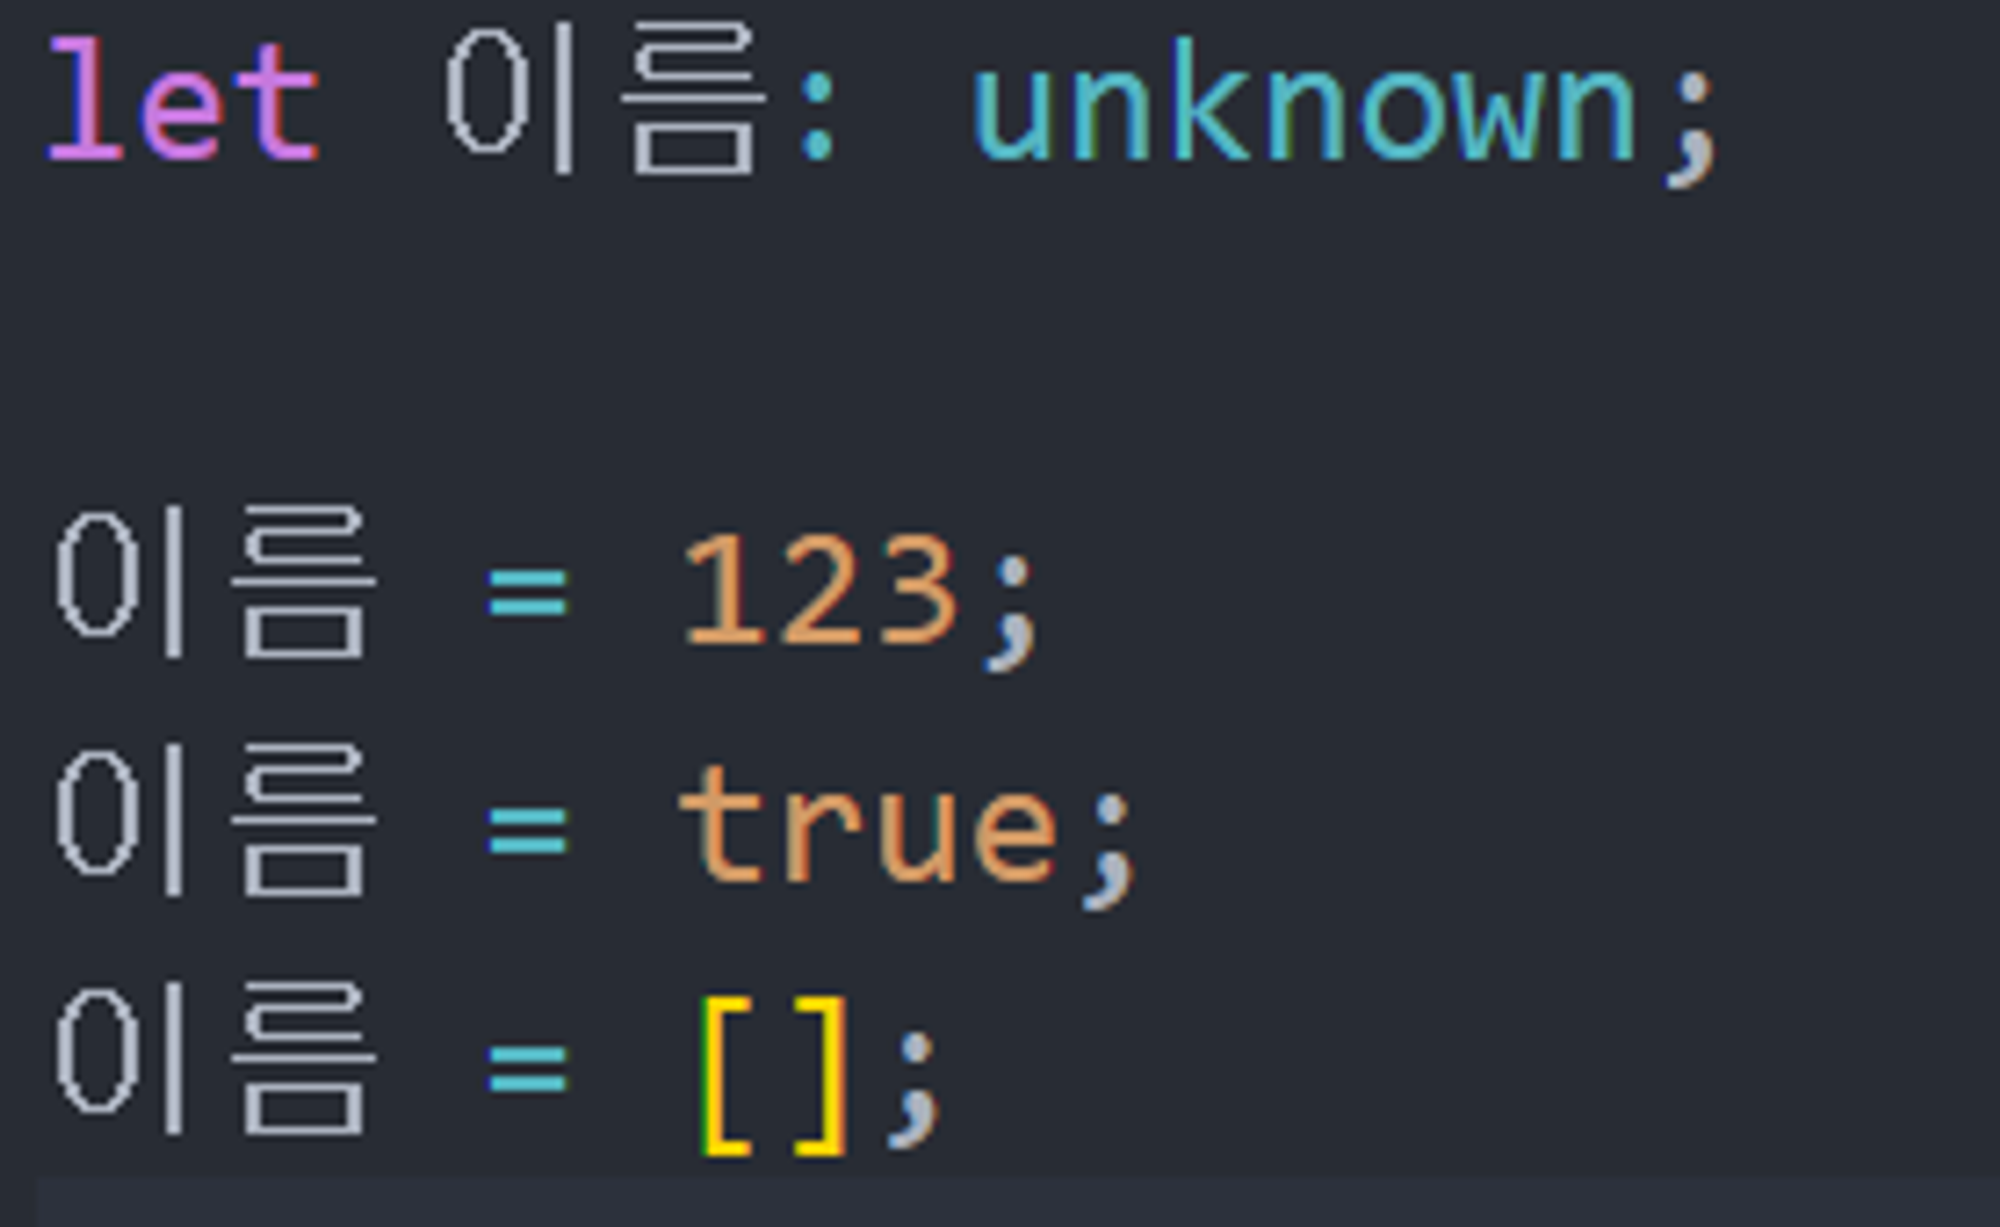 let 이름: unknown;
이름 = 123;
이름 = true;
이름 = [];